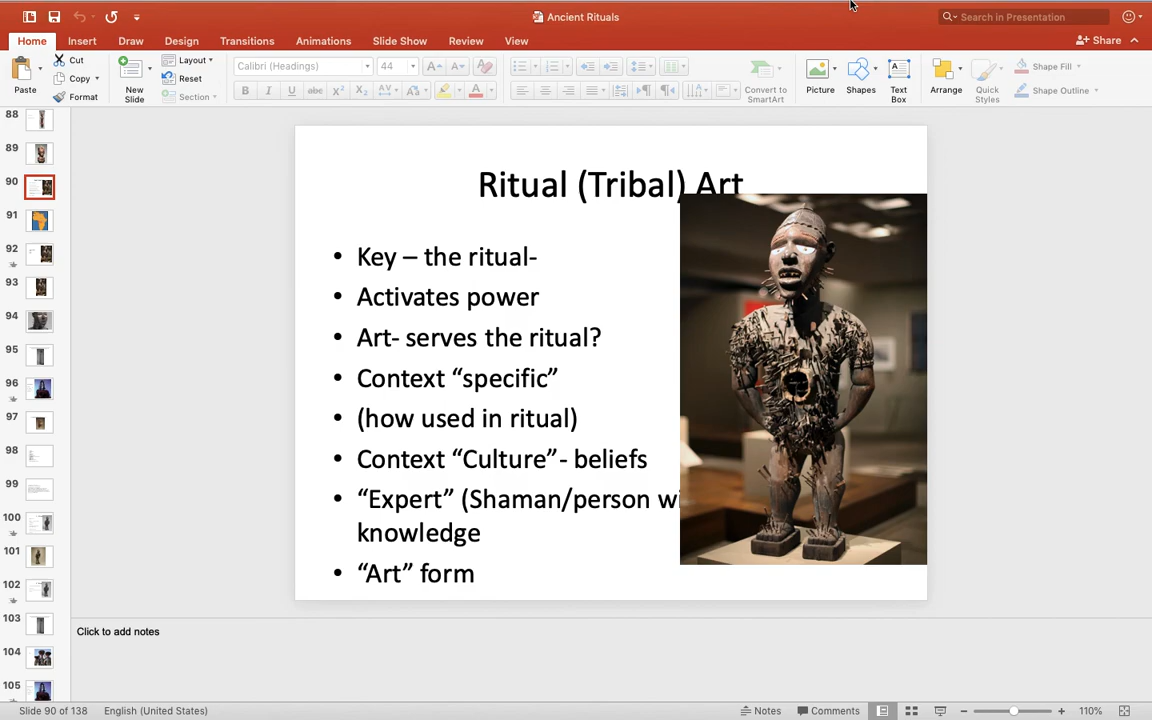 Ancient Rituals
Search in Presentation
Home Insert Draw Design Transitions Animations Slide Show Review View
Share
Paste
Cut
Copy
Format
New
Slide
Layout
Reset
Section
Calibri (Headings) 44
Convert to
SmartArt
Picture
Shapes
Text
Box
Arrange
Quick
Styles
Shape Fill
Shape Outline
88
89
90
91
92
93
94
95
96
97
98
99
100
101
102
103
104
105
Ritual (Tribal) Art
• Key – the ritual-
• Activates power
• Art- serves the ritual?
• Context “specific”
• (how used in ritual)
• Context “Culture”- beliefs
• “Expert” (Shaman/person wi
knowledge
• “Art” form
Click to add notes
Slide 90 of 138 English (United States)
Notes Comments 110%